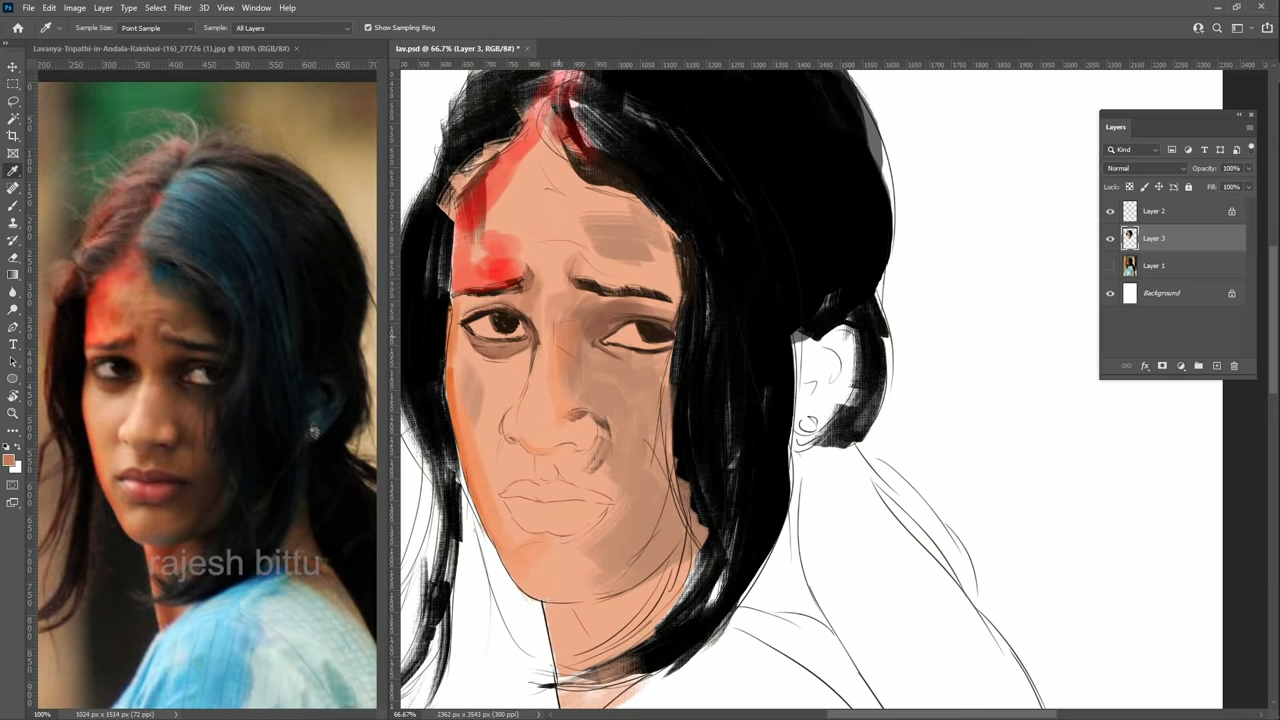 File Edit Image Layer Type Select Filter 3D View Window Help
Sample Size: Point Sample Sample: All Layers Show Sampling Ring
Lavanya-Tripathi-in-Andala-Rakshasi-(16)_27726 (1).jpg @ 100% (RGB/8#) ×
lav.psd @ 66.7% (Layer 3, RGB/8#) * ×
Layers
Kind
Normal Opacity: 100%
Lock: Fill: 100%
Layer 2
Layer 3
Layer 1
Background
fx
rajesh bittu
100% 1024 px x 1514 px (72 ppi)
66.67% 2362 px x 3543 px (300 ppi)